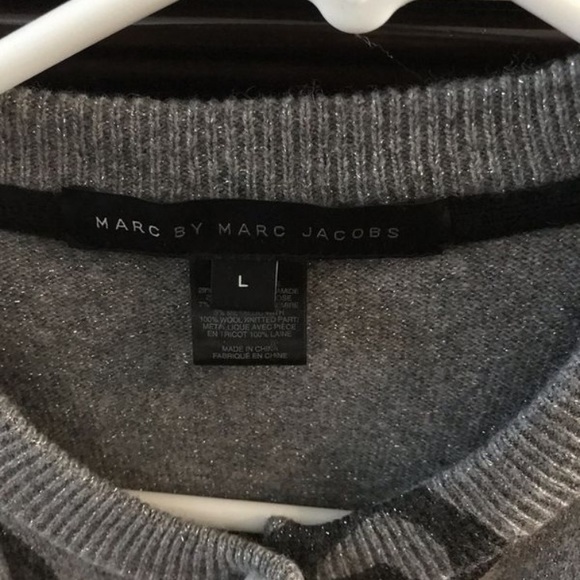 MARC BY MARC JACOBS
L
100% WOOL KNITTED PART/
METALLIQUE AVEC PIÈCE
EN TRICOT 100% LAINE
MADE IN CHINA
FABRIQUÉ EN CHINE